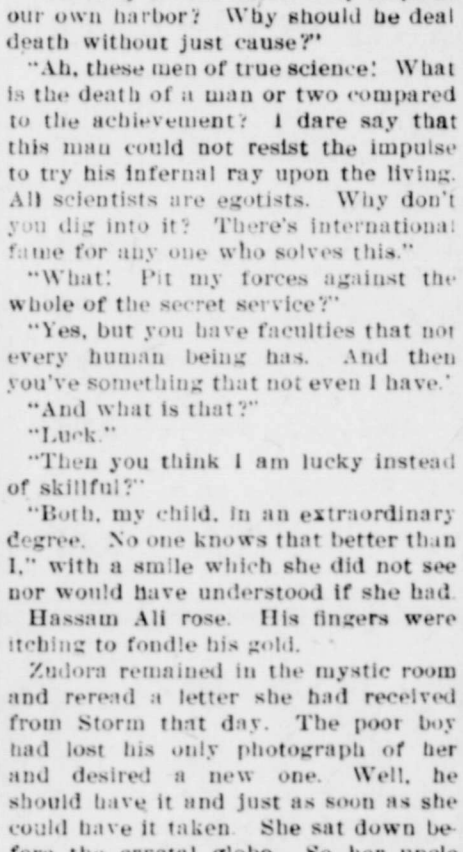 our own harbor? Why should he deal
death without just cause?"
"Ah, these men of true science! What
is the death of a man or two compared
to the achievement? I dare say that
this man could not resist the impulse
to try his infernal ray upon the living.
All scientists are egotists. Why don't
you dig into it? There's international
fame for any one who solves this."
"What! Pit my forces against the
whole of the secret service?"
"Yes, but you have faculties that not
every human being has. And then
you've something that not even I have.'
"And what is that?"
"Luck."
"Then you think I am lucky instead
of skillful?"
"Both, my child, in an extraordinary
degree. No one knows that better than
I," with a smile which she did not see
nor would have understood if she had.
Hassam Ali rose. His fingers were
itching to fondle his gold.
Zudora remained in the mystic room
and reread a letter she had received
from Storm that day. The poor boy
had lost his only photograph of her
and desired a new one. Well, he
should have it and just as soon as she
could have it taken. She sat down be-
fore the crystal globe. So her uncle